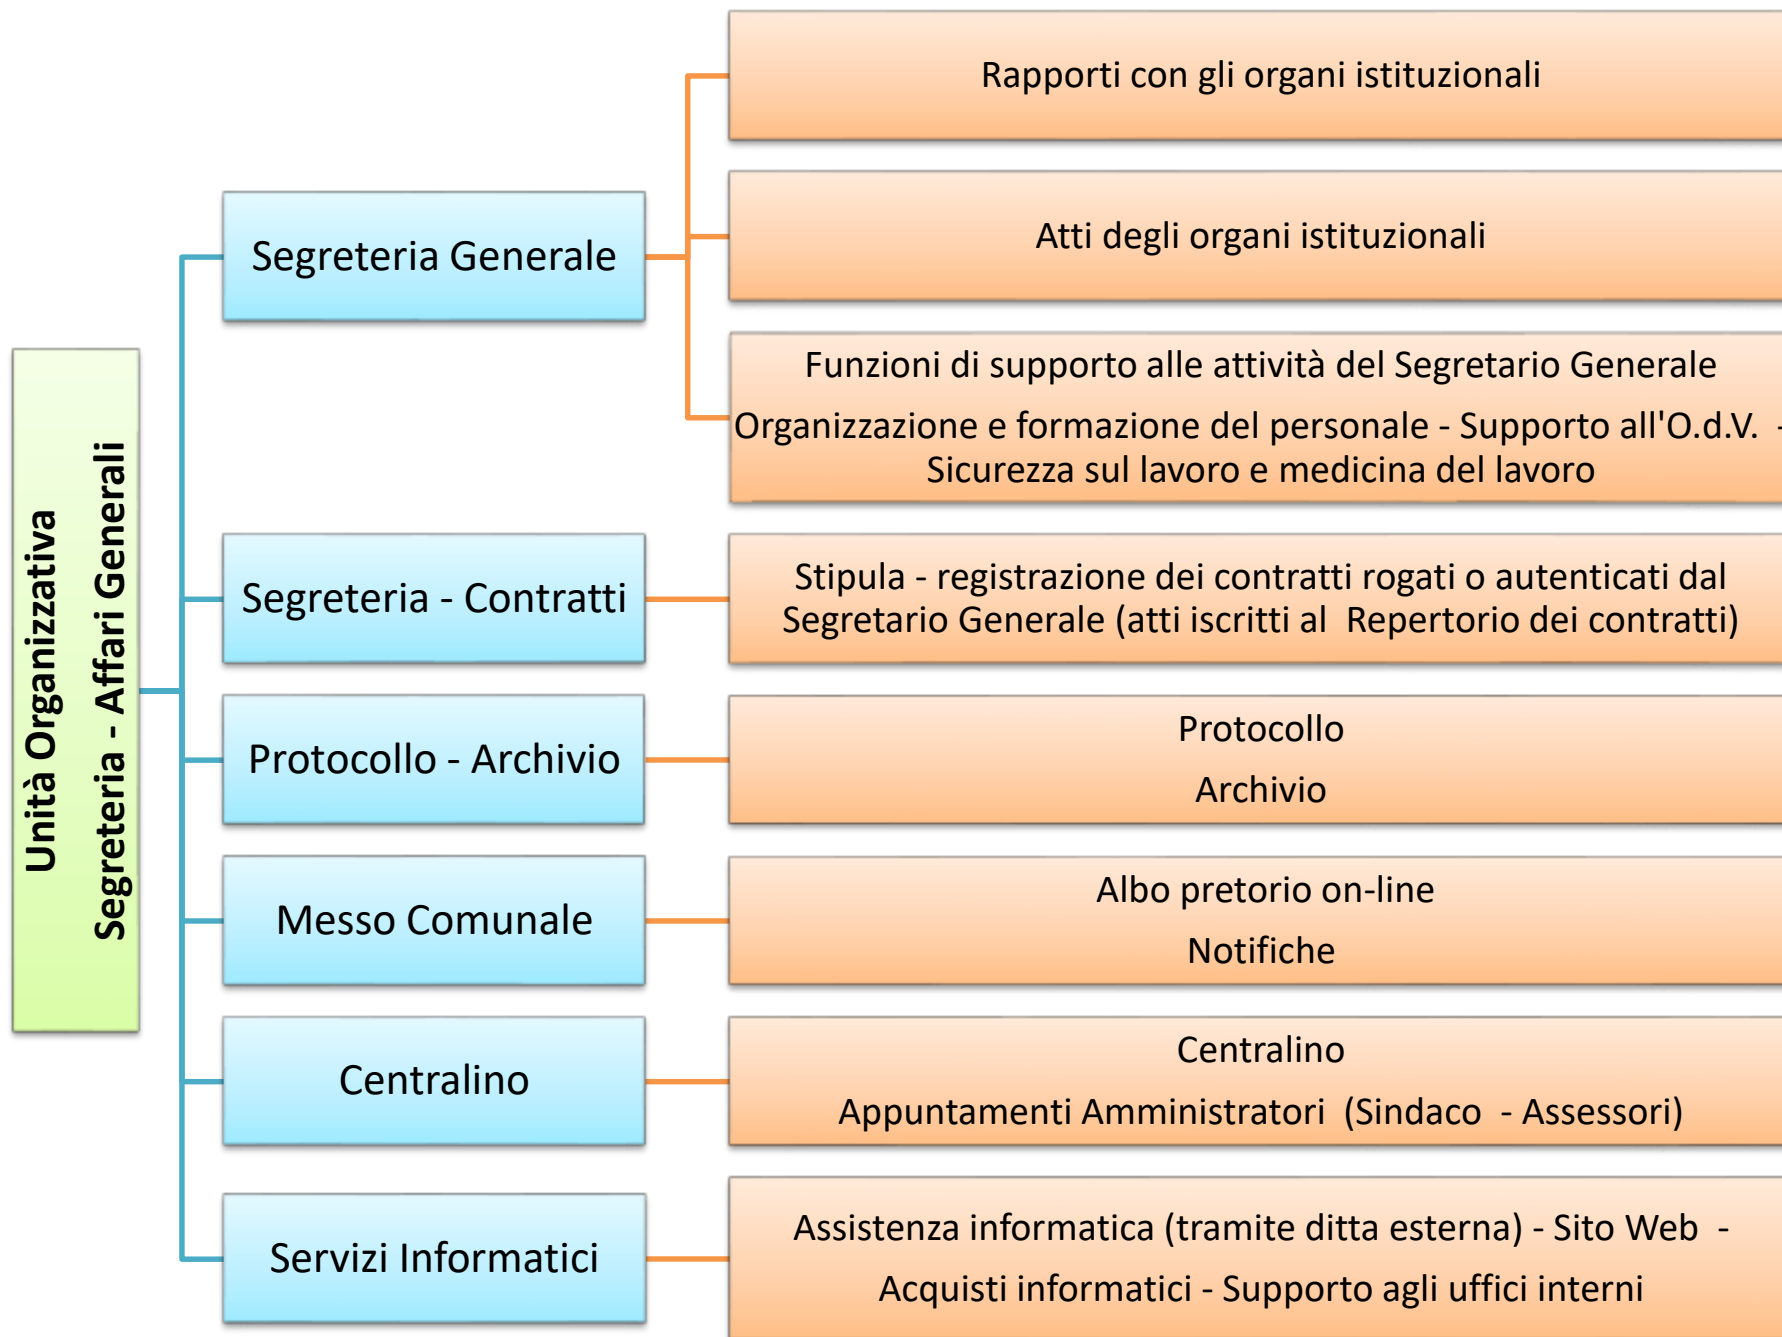 Unità Organizzativa
Segreteria - Affari Generali
Segreteria Generale
Rapporti con gli organi istituzionali
Atti degli organi istituzionali
Funzioni di supporto alle attività del Segretario Generale
Organizzazione e formazione del personale - Supporto all'O.d.V. -
Sicurezza sul lavoro e medicina del lavoro
Segreteria - Contratti
Stipula - registrazione dei contratti rogati o autenticati dal
Segretario Generale (atti iscritti al Repertorio dei contratti)
Protocollo - Archivio
Protocollo
Archivio
Messo Comunale
Albo pretorio on-line
Notifiche
Centralino
Centralino
Appuntamenti Amministratori (Sindaco - Assessori)
Servizi Informatici
Assistenza informatica (tramite ditta esterna) - Sito Web -
Acquisti informatici - Supporto agli uffici interni